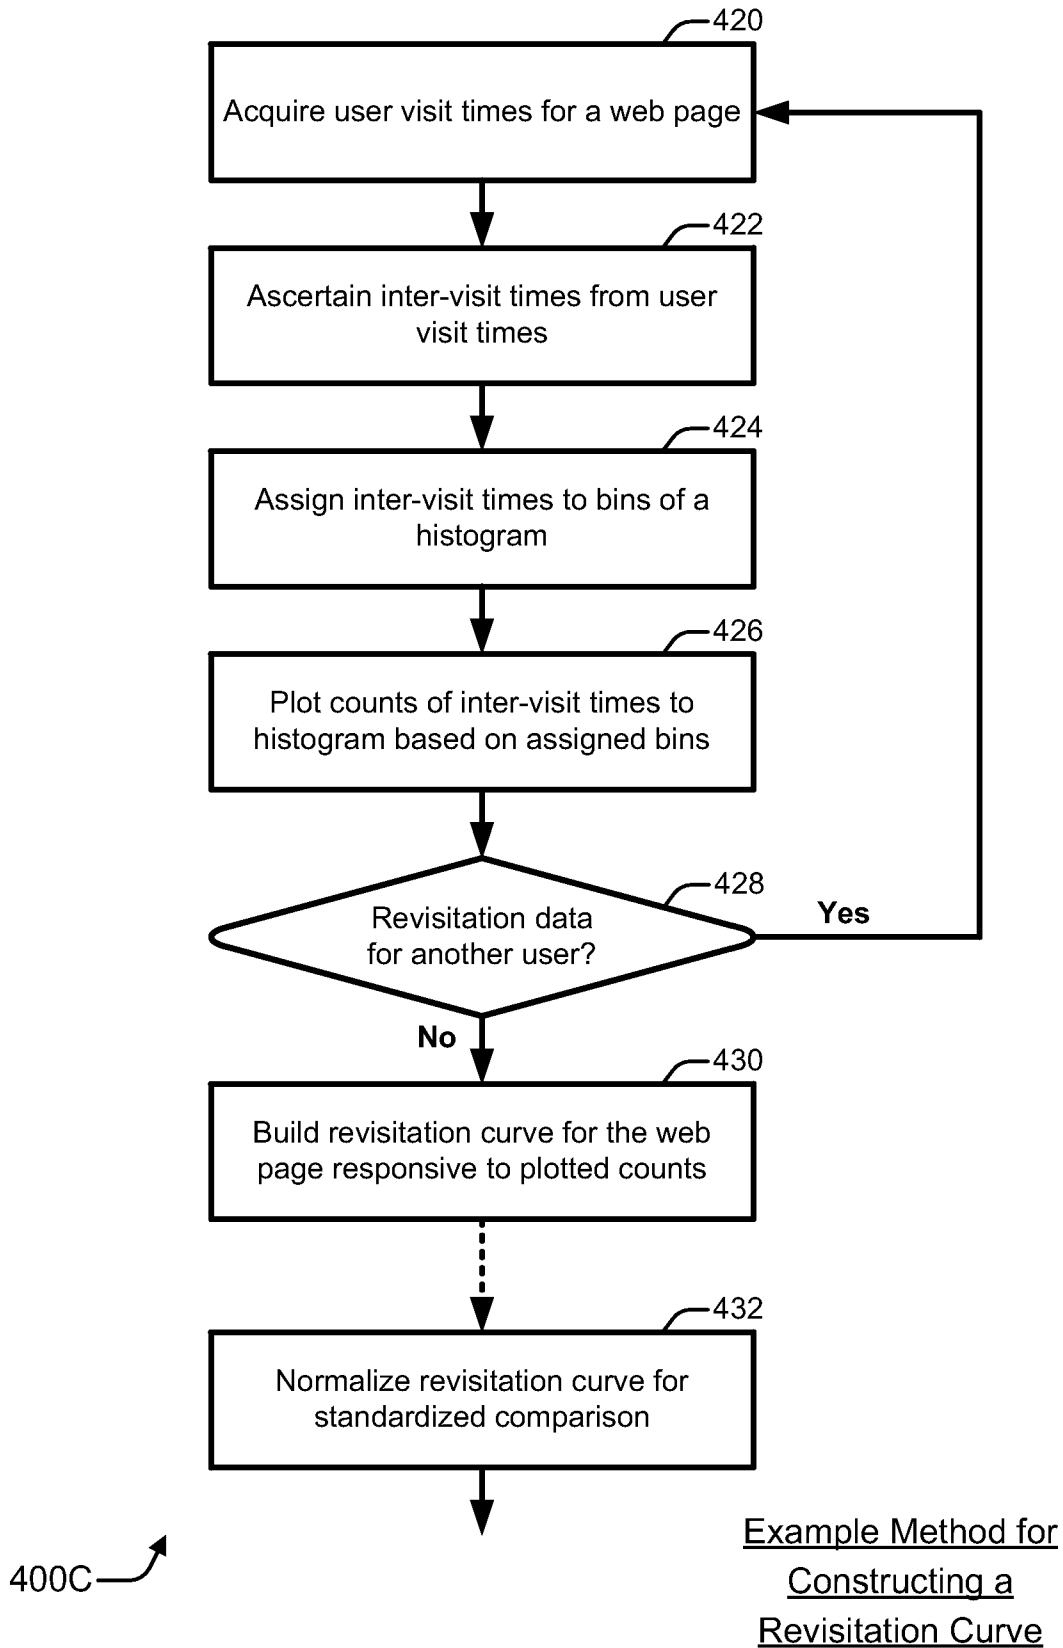 420
Acquire user visit times for a web page
422
Ascertain inter-visit times from user
visit times
424
Assign inter-visit times to bins of a
histogram
426
Plot counts of inter-visit times to
histogram based on assigned bins
428
Revisitation data
for another user?
Yes
No
430
Build revisitation curve for the web
page responsive to plotted counts
432
Normalize revisitation curve for
standardized comparison
400C
Example Method for
Constructing a
Revisitation Curve